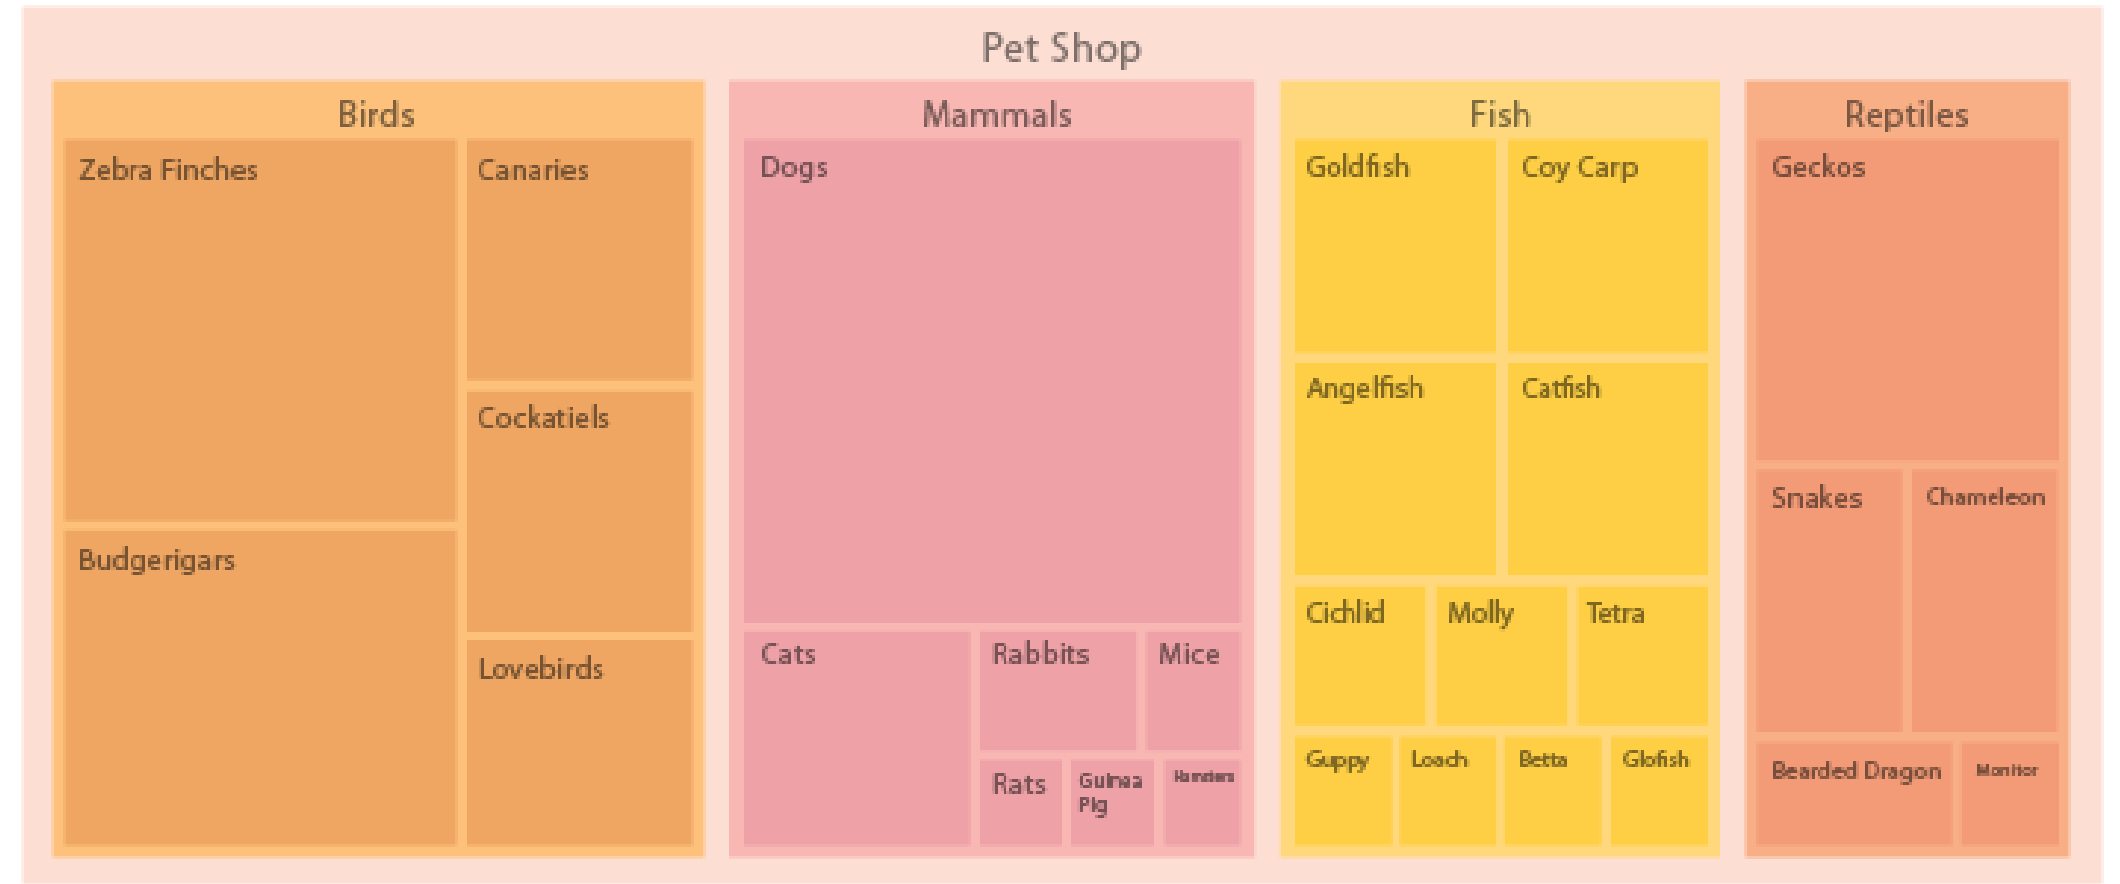 Pet Shop
Birds
Zebra Finches
Canaries
Cockatiels
Budgerigars
Lovebirds
Mammals
Dogs
Cats
Rabbits
Mice
Rats
Guinea
Pig
Hamsters
Fish
Goldfish
Coy Carp
Angelfish
Catfish
Cichlid
Molly
Tetra
Guppy
Loach
Betta
Glofish
Reptiles
Geckos
Snakes
Chameleon
Bearded Dragon
Monitor